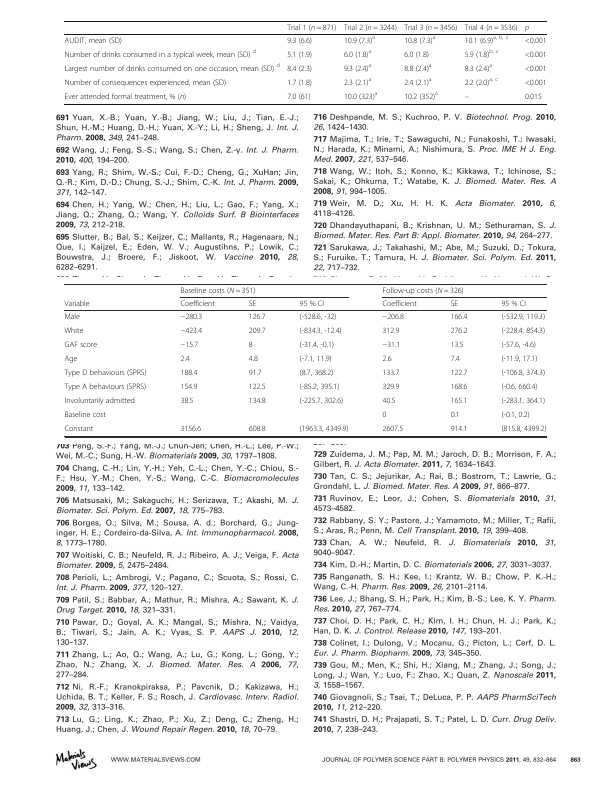 Trial 1 (n = 871) Trial 2 (n = 3244) Trial 3 (n = 3456) Trial 4 (n = 3536) p
AUDIT, mean (SD) 9.3 (6.6) 10.9 (7.3)a 10.8 (7.3)a 10.1 (6.9)a, b, c <0.001
Number of drinks consumed in a typical week, mean (SD) d 5.1 (1.9) 6.0 (1.8)a 6.0 (1.8) 5.9 (1.8)b, c <0.001
Largest number of drinks consumed on one occasion, mean (SD) d 8.4 (2.3) 9.3 (2.4)a 8.8 (2.4)a 8.3 (2.4)a <0.001
Number of consequences experienced, mean (SD) 1.7 (1.8) 2.3 (2.1)a 2.4 (2.1)a 2.2 (2.0)a, c <0.001
Ever attended formal treatment, % (n) 7.0 (61) 10.0 (323)a 10.2 (352)a – 0.015
691 Yuan, X.-B.; Yuan, Y.-B.; Jiang, W.; Liu, J.; Tian, E.-J.;
Shun, H.-M.; Huang, D.-H.; Yuan, X.-Y.; Li, H.; Sheng, J. Int. J.
Pharm. 2008, 349, 241–248.
692 Wang, J.; Feng, S.-S.; Wang, S.; Chen, Z.-y. Int. J. Pharm.
2010, 400, 194–200.
693 Yang, R.; Shim, W.-S.; Cui, F.-D.; Cheng, G.; XuHan; Jin,
Q.-R.; Kim, D.-D.; Chung, S.-J.; Shim, C.-K. Int. J. Pharm. 2009,
371, 142–147.
694 Chen, H.; Yang, W.; Chen, H.; Liu, L.; Gao, F.; Yang, X.;
Jiang, Q.; Zhang, Q.; Wang, Y. Colloids Surf. B Biointerfaces
2009, 73, 212–218.
695 Slutter, B.; Bal, S.; Keijzer, C.; Mallants, R.; Hagenaars, N.;
Que, I.; Kaijzel, E.; Eden, W. V.; Augustihns, P.; Lowik, C.;
Bouwstra, J.; Broere, F.; Jiskoot, W. Vaccine 2010, 28,
6282–6291.
716 Deshpande, M. S.; Kuchroo, P. V. Biotechnol. Prog. 2010,
26, 1424–1430.
717 Majima, T.; Irie, T.; Sawaguchi, N.; Funakoshi, T.; Iwasaki,
N.; Harada, K.; Minami, A.; Nishimura, S. Proc. IME H J. Eng.
Med. 2007, 221, 537–546.
718 Wang, W.; Itoh, S.; Konno, K.; Kikkawa, T.; Ichinose, S.;
Sakai, K.; Ohkuma, T.; Watabe, K. J. Biomed. Mater. Res. A
2008, 91, 994–1005.
719 Weir, M. D.; Xu, H. H. K. Acta Biomater. 2010, 6,
4118–4126.
720 Dhandayuthapani, B.; Krishnan, U. M.; Sethuraman, S. J.
Biomed. Mater. Res. Part B: Appl. Biomater. 2010, 94, 264–277.
721 Sarukawa, J.; Takahashi, M.; Abe, M.; Suzuki, D.; Tokura,
S.; Furuike, T.; Tamura, H. J. Biomater. Sci. Polym. Ed. 2011,
22, 717–732.
Baseline costs (N = 351) Follow-up costs (N = 326)
Variable Coefficient SE 95 % CI Coefficient SE 95 % CI
Male −280.3 126.7 (-528.6, -32) −206.8 166.4 (-532.9, 119.3)
White −423.4 209.7 (-834.3, -12.4) 312.9 276.2 (-228.4, 854.3)
GAF score −15.7 8 (-31.4, -0.1) −31.1 13.5 (-57.6, -4.6)
Age 2.4 4.8 (-7.1, 11.9) 2.6 7.4 (-11.9, 17.1)
Type D behaviours (SPRS) 188.4 91.7 (8.7, 368.2) 133.7 122.7 (-106.8, 374.3)
Type A behaviours (SPRS) 154.9 122.5 (-85.2, 395.1) 329.9 168.6 (-0.6, 660.4)
Involuntarily admitted 38.5 134.8 (-225.7, 302.6) 40.5 165.1 (-283.1, 364.1)
Baseline cost 0 0.1 (-0.1, 0.2)
Constant 3156.6 608.8 (1963.3, 4349.9) 2607.5 914.1 (815.8, 4399.2)
703 Peng, S.-F.; Yang, M.-J.; Chun-Jen; Chen, H.-L.; Lee, P.-W.;
Wei, M.-C.; Sung, H.-W. Biomaterials 2009, 30, 1797–1808.
704 Chang, C.-H.; Lin, Y.-H.; Yeh, C.-L.; Chen, Y.-C.; Chiou, S.-
F.; Hsu, Y.-M.; Chen, Y.-S.; Wang, C.-C. Biomacromolecules
2009, 11, 133–142.
705 Matsusaki, M.; Sakaguchi, H.; Serizawa, T.; Akashi, M. J.
Biomater. Sci. Polym. Ed. 2007, 18, 775–783.
706 Borges, O.; Silva, M.; Sousa, A. d.; Borchard, G.; Jung-
inger, H. E.; Cordeiro-da-Silva, A. Int. Immunopharmacol. 2008,
8, 1773–1780.
707 Woitiski, C. B.; Neufeld, R. J.; Ribeiro, A. J.; Veiga, F. Acta
Biomater. 2009, 5, 2475–2484.
708 Perioli, L.; Ambrogi, V.; Pagano, C.; Scuota, S.; Rossi, C.
Int. J. Pharm. 2009, 377, 120–127.
709 Patil, S.; Babbar, A.; Mathur, R.; Mishra, A.; Sawant, K. J.
Drug Target. 2010, 18, 321–331.
710 Pawar, D.; Goyal, A. K.; Mangal, S.; Mishra, N.; Vaidya,
B.; Tiwari, S.; Jain, A. K.; Vyas, S. P. AAPS J. 2010, 12,
130–137.
711 Zhang, L.; Ao, Q.; Wang, A.; Lu, G.; Kong, L.; Gong, Y.;
Zhao, N.; Zhang, X. J. Biomed. Mater. Res. A 2006, 77,
277–284.
712 Ni, R.-F.; Kranokpiraksa, P.; Pavcnik, D.; Kakizawa, H.;
Uchida, B. T.; Keller, F. S.; Rosch, J. Cardiovasc. Interv. Radiol.
2009, 32, 313–316.
713 Lu, G.; Ling, K.; Zhao, P.; Xu, Z.; Deng, C.; Zheng, H.;
Huang, J.; Chen, J. Wound Repair Regen. 2010, 18, 70–79.
729 Zuidema, J. M.; Pap, M. M.; Jaroch, D. B.; Morrison, F. A.;
Gilbert, R. J. Acta Biomater. 2011, 7, 1634–1643.
730 Tan, C. S.; Jejurikar, A.; Rai, B.; Bostrom, T.; Lawrie, G.;
Grondahl, L. J. Biomed. Mater. Res. A 2009, 91, 866–877.
731 Ruvinov, E.; Leor, J.; Cohen, S. Biomaterials 2010, 31,
4573–4582.
732 Rabbany, S. Y.; Pastore, J.; Yamamoto, M.; Miller, T.; Rafii,
S.; Aras, R.; Penn, M. Cell Transplant. 2010, 19, 399–408.
733 Chan, A. W.; Neufeld, R. J. Biomaterials 2010, 31,
9040–9047.
734 Kim, D.-H.; Martin, D. C. Biomaterials 2006, 27, 3031–3037.
735 Ranganath, S. H.; Kee, I.; Krantz, W. B.; Chow, P. K.-H.;
Wang, C.-H. Pharm. Res. 2009, 26, 2101–2114.
736 Lee, J.; Bhang, S. H.; Park, H.; Kim, B.-S.; Lee, K. Y. Pharm.
Res. 2010, 27, 767–774.
737 Choi, D. H.; Park, C. H.; Kim, I. H.; Chun, H. J.; Park, K.;
Han, D. K. J. Control. Release 2010, 147, 193–201.
738 Colinet, I.; Dulong, V.; Mocanu, G.; Picton, L.; Cerf, D. L.
Eur. J. Pharm. Biopharm. 2009, 73, 345–350.
739 Gou, M.; Men, K.; Shi, H.; Xiang, M.; Zhang, J.; Song, J.;
Long, J.; Wan, Y.; Luo, F.; Zhao, X.; Quan, Z. Nanoscale 2011,
3, 1558–1567.
740 Giovagnoli, S.; Tsai, T.; DeLuca, P. P. AAPS PharmSciTech
2010, 11, 212–220.
741 Shastri, D. H.; Prajapati, S. T.; Patel, L. D. Curr. Drug Deliv.
2010, 7, 238–243.
Materials
Views
WWW.MATERIALSVIEWS.COM
JOURNAL OF POLYMER SCIENCE PART B: POLYMER PHYSICS 2011, 49, 832–864 863